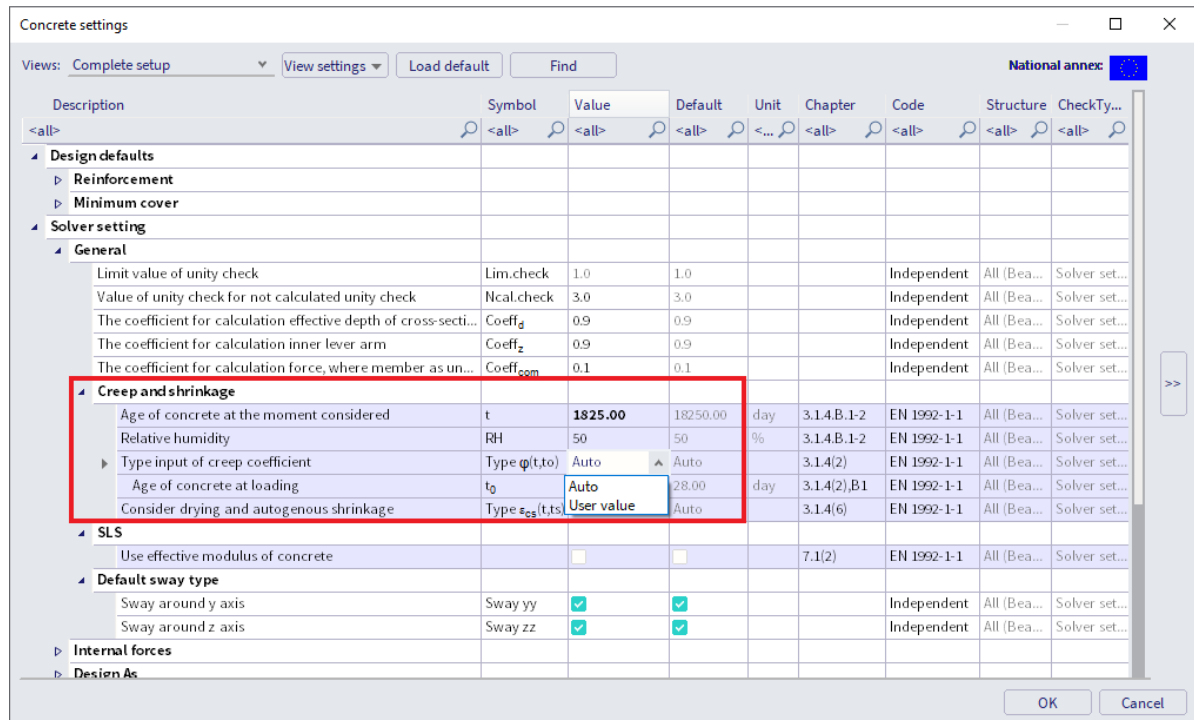 Concrete settings
Views: Complete setup View settings Load default Find National annex:
Description Symbol Value Default Unit Chapter Code Structure CheckTy...
<all> <all> <all> <all> <... <all> <all> <all> <all>
Design defaults
Reinforcement
Minimum cover
Solver setting
General
Limit value of unity check Lim.check 1.0 1.0 Independent All (Bea... Solver set...
Value of unity check for not calculated unity check Ncal.check 3.0 3.0 Independent All (Bea... Solver set...
The coefficient for calculation effective depth of cross-secti... Coeffd 0.9 0.9 Independent All (Bea... Solver set...
The coefficient for calculation inner lever arm Coeffz 0.9 0.9 Independent All (Bea... Solver set...
The coefficient for calculation force, where member as un... Coeffcom 0.1 0.1 Independent All (Bea... Solver set...
Creep and shrinkage
Age of concrete at the moment considered t 1825.00 18250.00 day 3.1.4.B.1-2 EN 1992-1-1 All (Bea... Solver set...
Relative humidity RH 50 50 % 3.1.4.B.1-2 EN 1992-1-1 All (Bea... Solver set...
Type input of creep coefficient Type φ(t,to) Auto Auto 3.1.4(2) EN 1992-1-1 All (Bea... Solver set...
Age of concrete at loading t0 Auto 28.00 day 3.1.4(2),B1 EN 1992-1-1 All (Bea... Solver set...
Consider drying and autogenous shrinkage Type εcs(t,ts) User value Auto 3.1.4(6) EN 1992-1-1 All (Bea... Solver set...
SLS
Use effective modulus of concrete 7.1(2) EN 1992-1-1 All (Bea... Solver set...
Default sway type
Sway around y axis Sway yy Independent All (Bea... Solver set...
Sway around z axis Sway zz Independent All (Bea... Solver set...
Internal forces
Design As
>>
OK Cancel